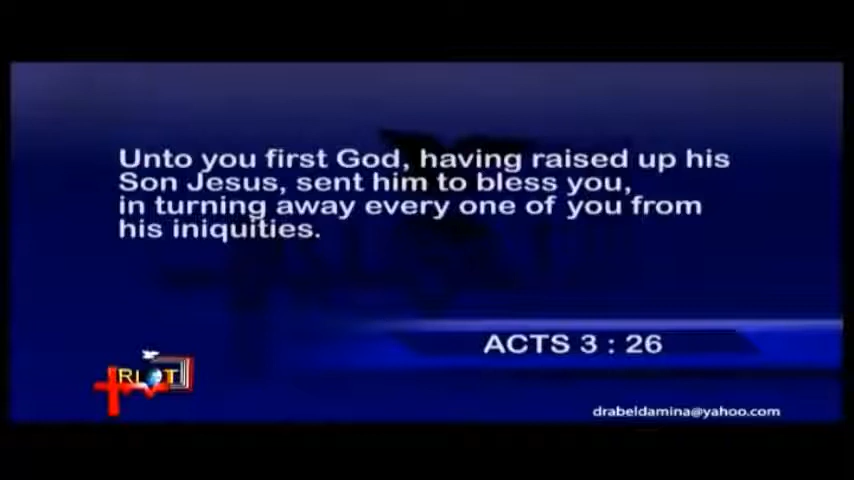 Unto you first God, having raised up his
Son Jesus, sent him to bless you,
in turning away every one of you from
his iniquities.
ACTS 3 : 26
drabeldamina@yahoo.com